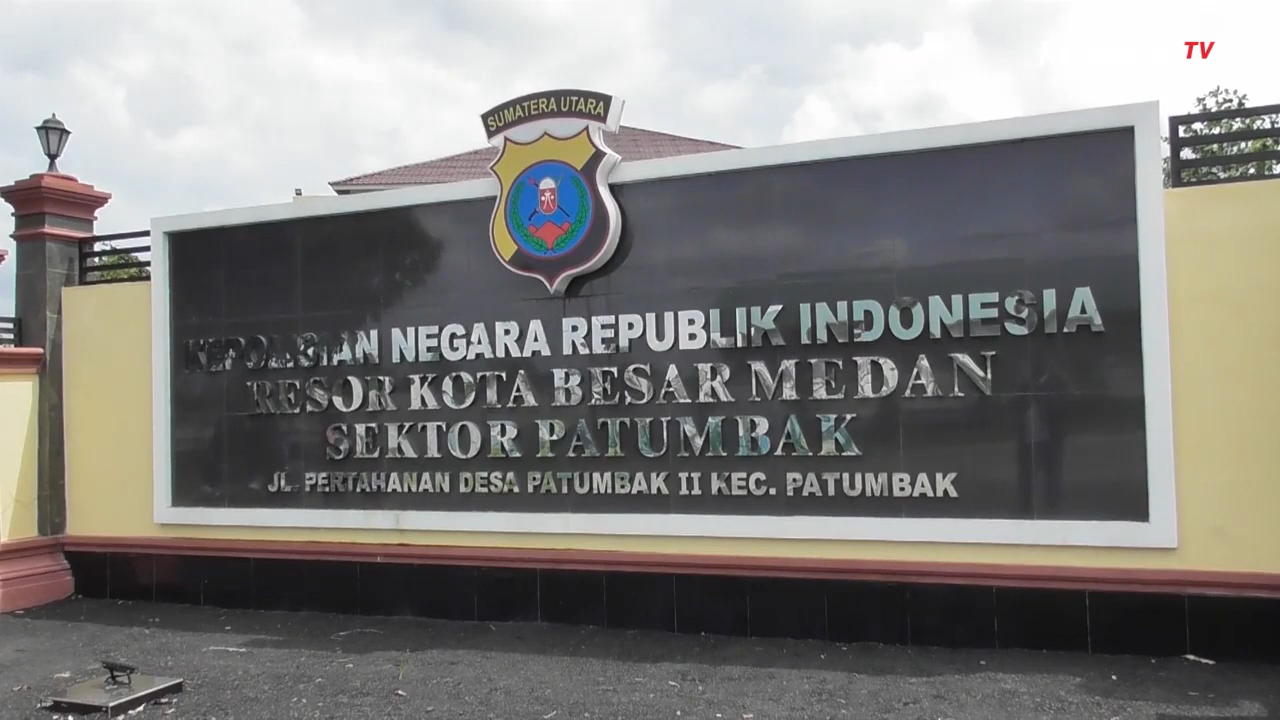 TV
SUMATERA UTARA
KEPOLISIAN NEGARA REPUBLIK INDONESIA
RESOR KOTA BESAR MEDAN
SEKTOR PATUMBAK
JL. PERTAHANAN DESA PATUMBAK II KEC. PATUMBAK